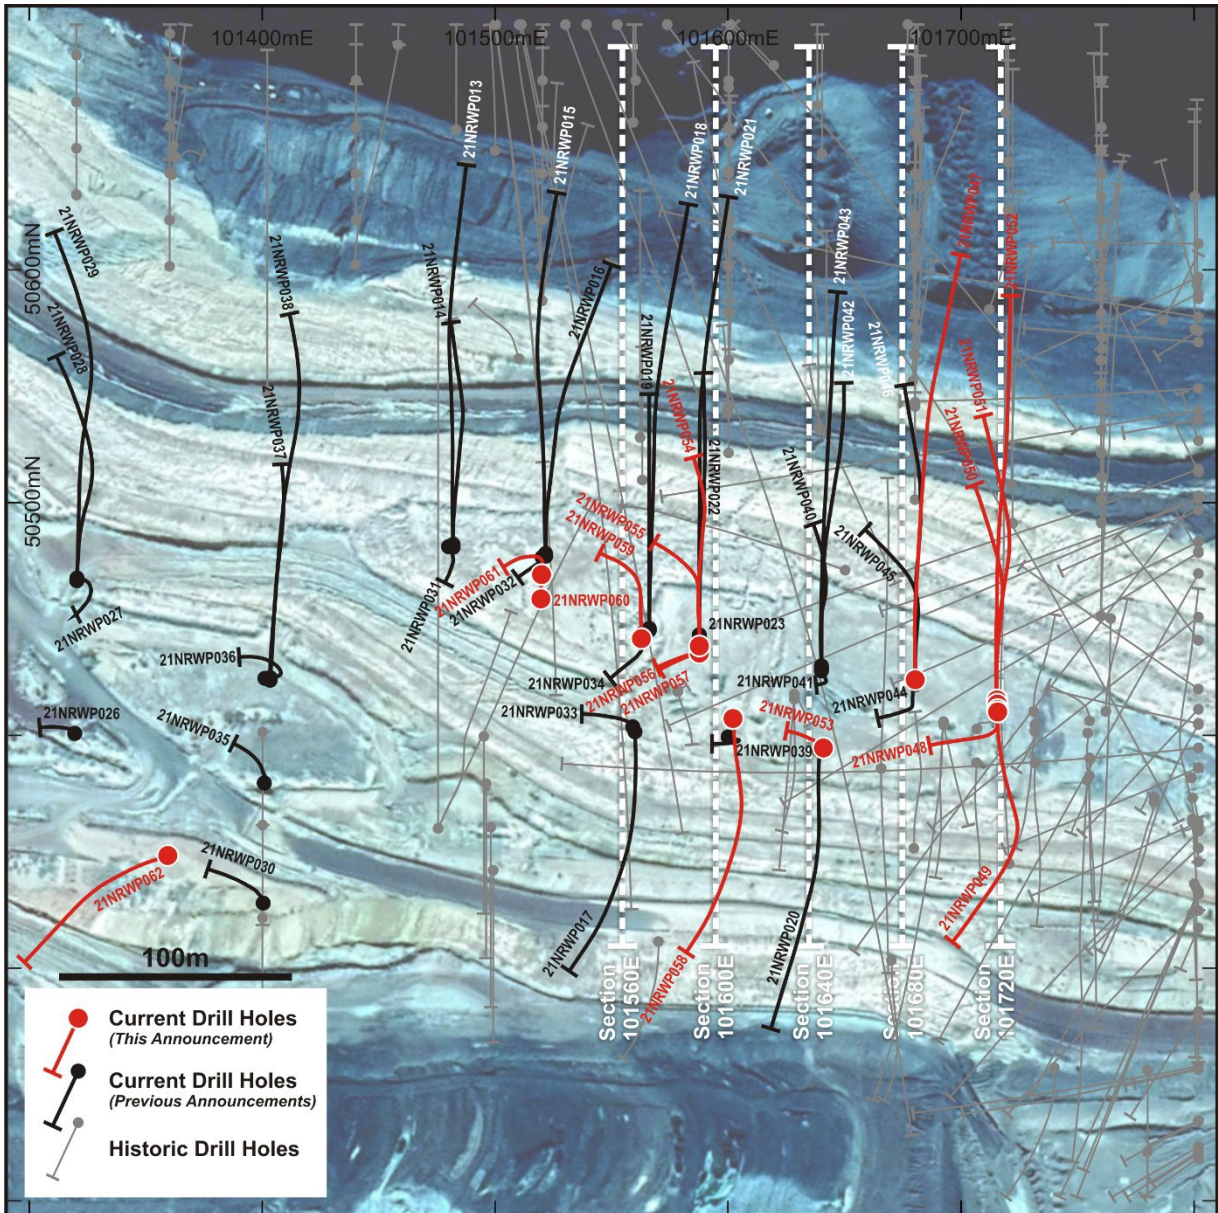 101400mE
101500mE
101600mE
101700mE
50600mN
50500mN
21NRWP013
21NRWP015
21NRWP018
21NRWP021
21NRWP029
21NRWP028
21NRWP038
21NRWP014
21NRWP016
21NRWP043
21NRWP042
21NRWP047
21NRWP052
21NRWP019
21NRWP054
21NRWP051
21NRWP050
21NRWP037
21NRWP022
21NRWP040
21NRWP045
21NRWP055
21NRWP059
21NRWP061
21NRWP032
21NRWP060
21NRWP031
21NRWP027
21NRWP023
21NRWP036
21NRWP034
21NRWP056
21NRWP057
21NRWP041
21NRWP044
21NRWP026
21NRWP035
21NRWP033
21NRWP053
21NRWP039
21NRWP048
21NRWP062
21NRWP030
21NRWP017
21NRWP058
21NRWP020
21NRWP049
Section
101560E
Section
101600E
Section
101640E
Section
101680E
Section
101720E
100m
Current Drill Holes
(This Announcement)
Current Drill Holes
(Previous Announcements)
Historic Drill Holes